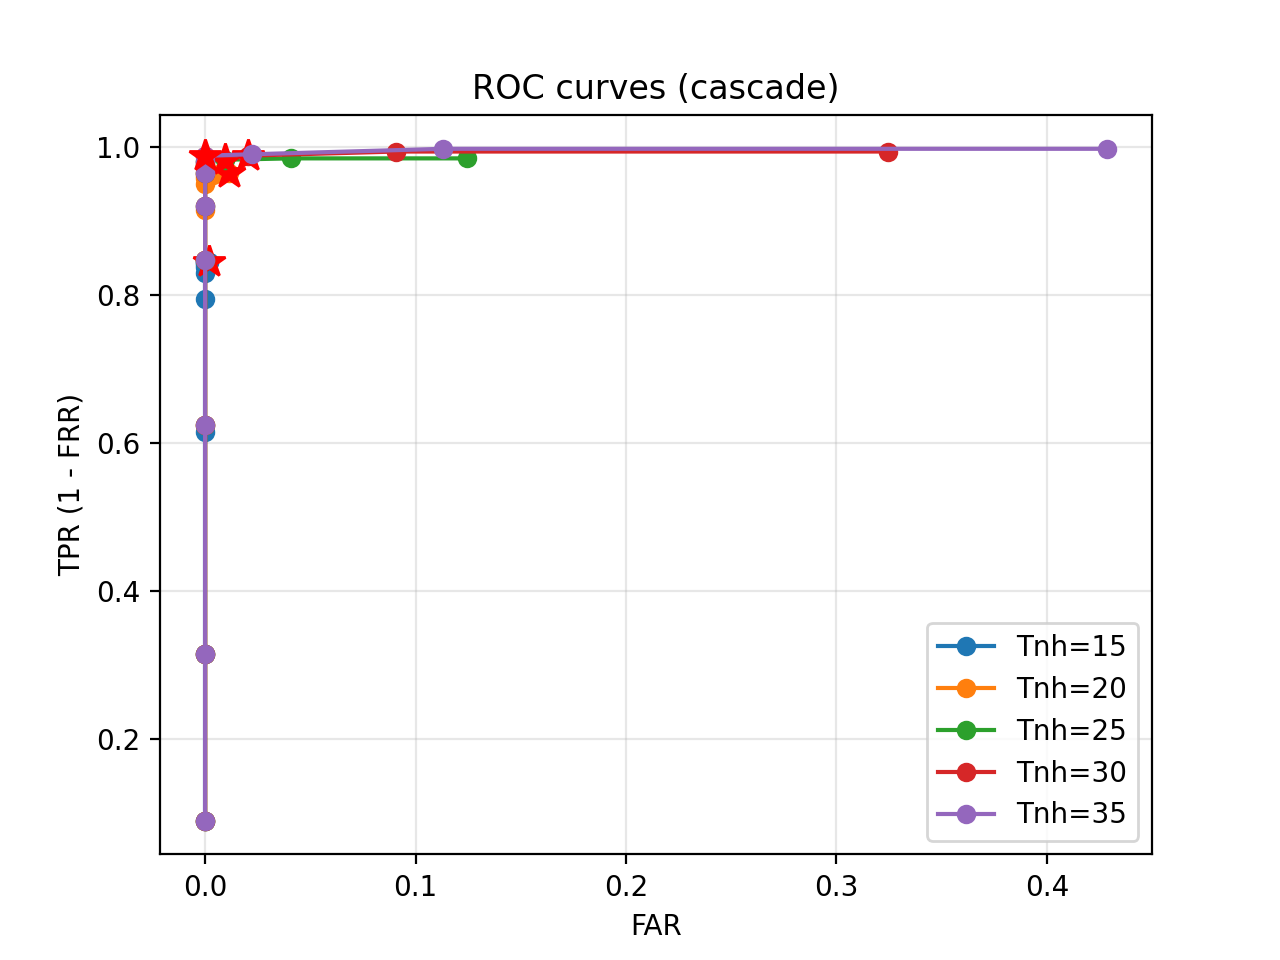 ROC curves (cascade)
TPR (1 - FRR)
1.0
0.8
0.6
0.4
0.2
0.0 0.1 0.2 0.3 0.4
FAR
Tnh=15
Tnh=20
Tnh=25
Tnh=30
Tnh=35